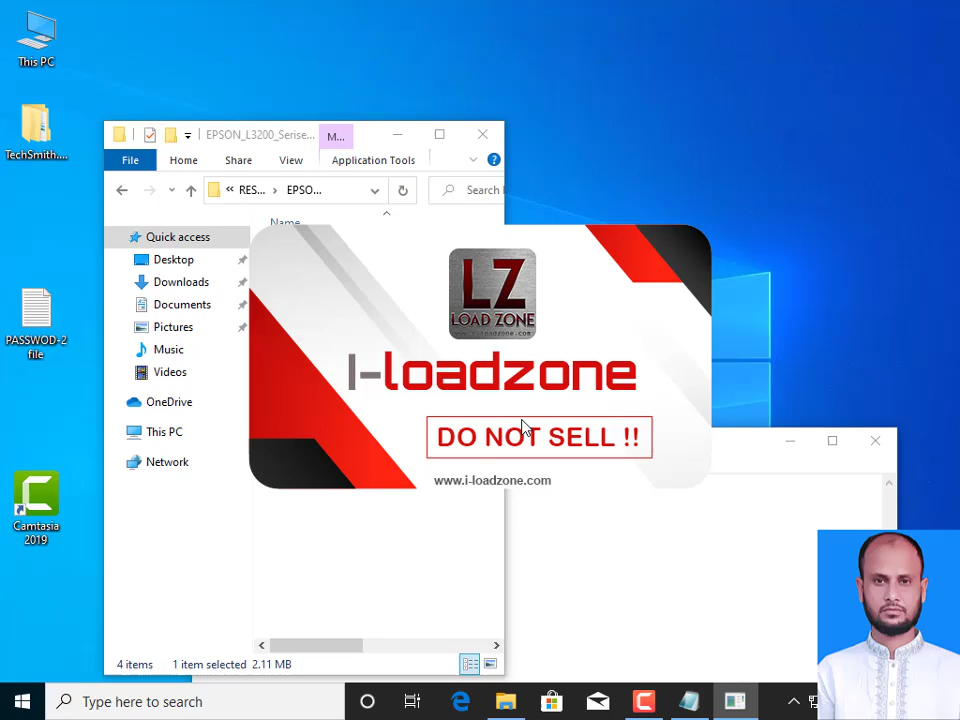 This PC
TechSmith....
PASSWOD-2
file
Camtasia
2019
EPSON_L3200_Serise...
M...
File
Home
Share
View
Application Tools
« RES... › EPSO...
Search
Name
Quick access
Desktop
Downloads
Documents
Pictures
Music
Videos
OneDrive
This PC
Network
LZ
LOAD ZONE
I-loadzone
DO NOT SELL !!
www.i-loadzone.com
4 items
1 item selected 2.11 MB
Type here to search